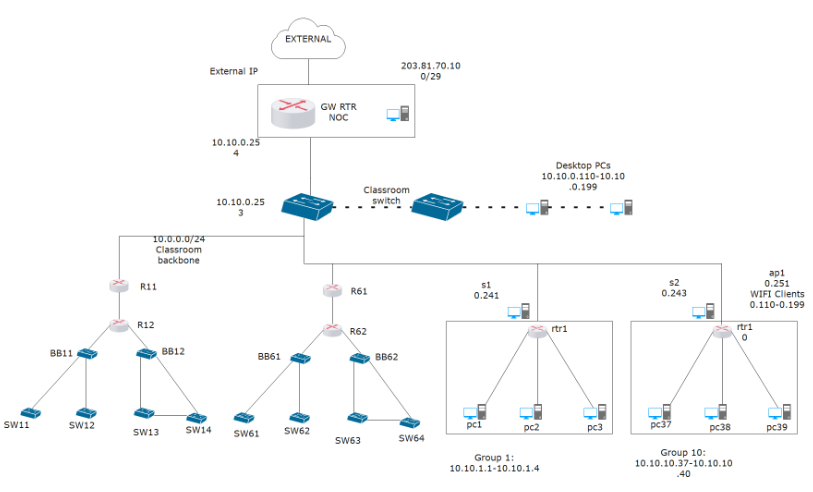 EXTERNAL
External IP
203.81.70.10
0/29
GW RTR
NOC
10.10.0.25
4
Desktop PCs
10.10.0.110-10.10
.0.199
Classroom
switch
10.10.0.25
3
10.0.0.0/24
Classroom
backbone
R11
R61
s1
0.241
s2
0.243
ap1
0.251
WIFI Clients
0.110-0.199
R12
R62
rtr1
rtr1
0
BB11
BB12
BB61
BB62
SW11
SW12
SW13
SW14
SW61
SW62
SW63
SW64
pc1
pc2
pc3
pc37
pc38
pc39
Group 1:
10.10.1.1-10.10.1.4
Group 10:
10.10.10.37-10.10.10
.40